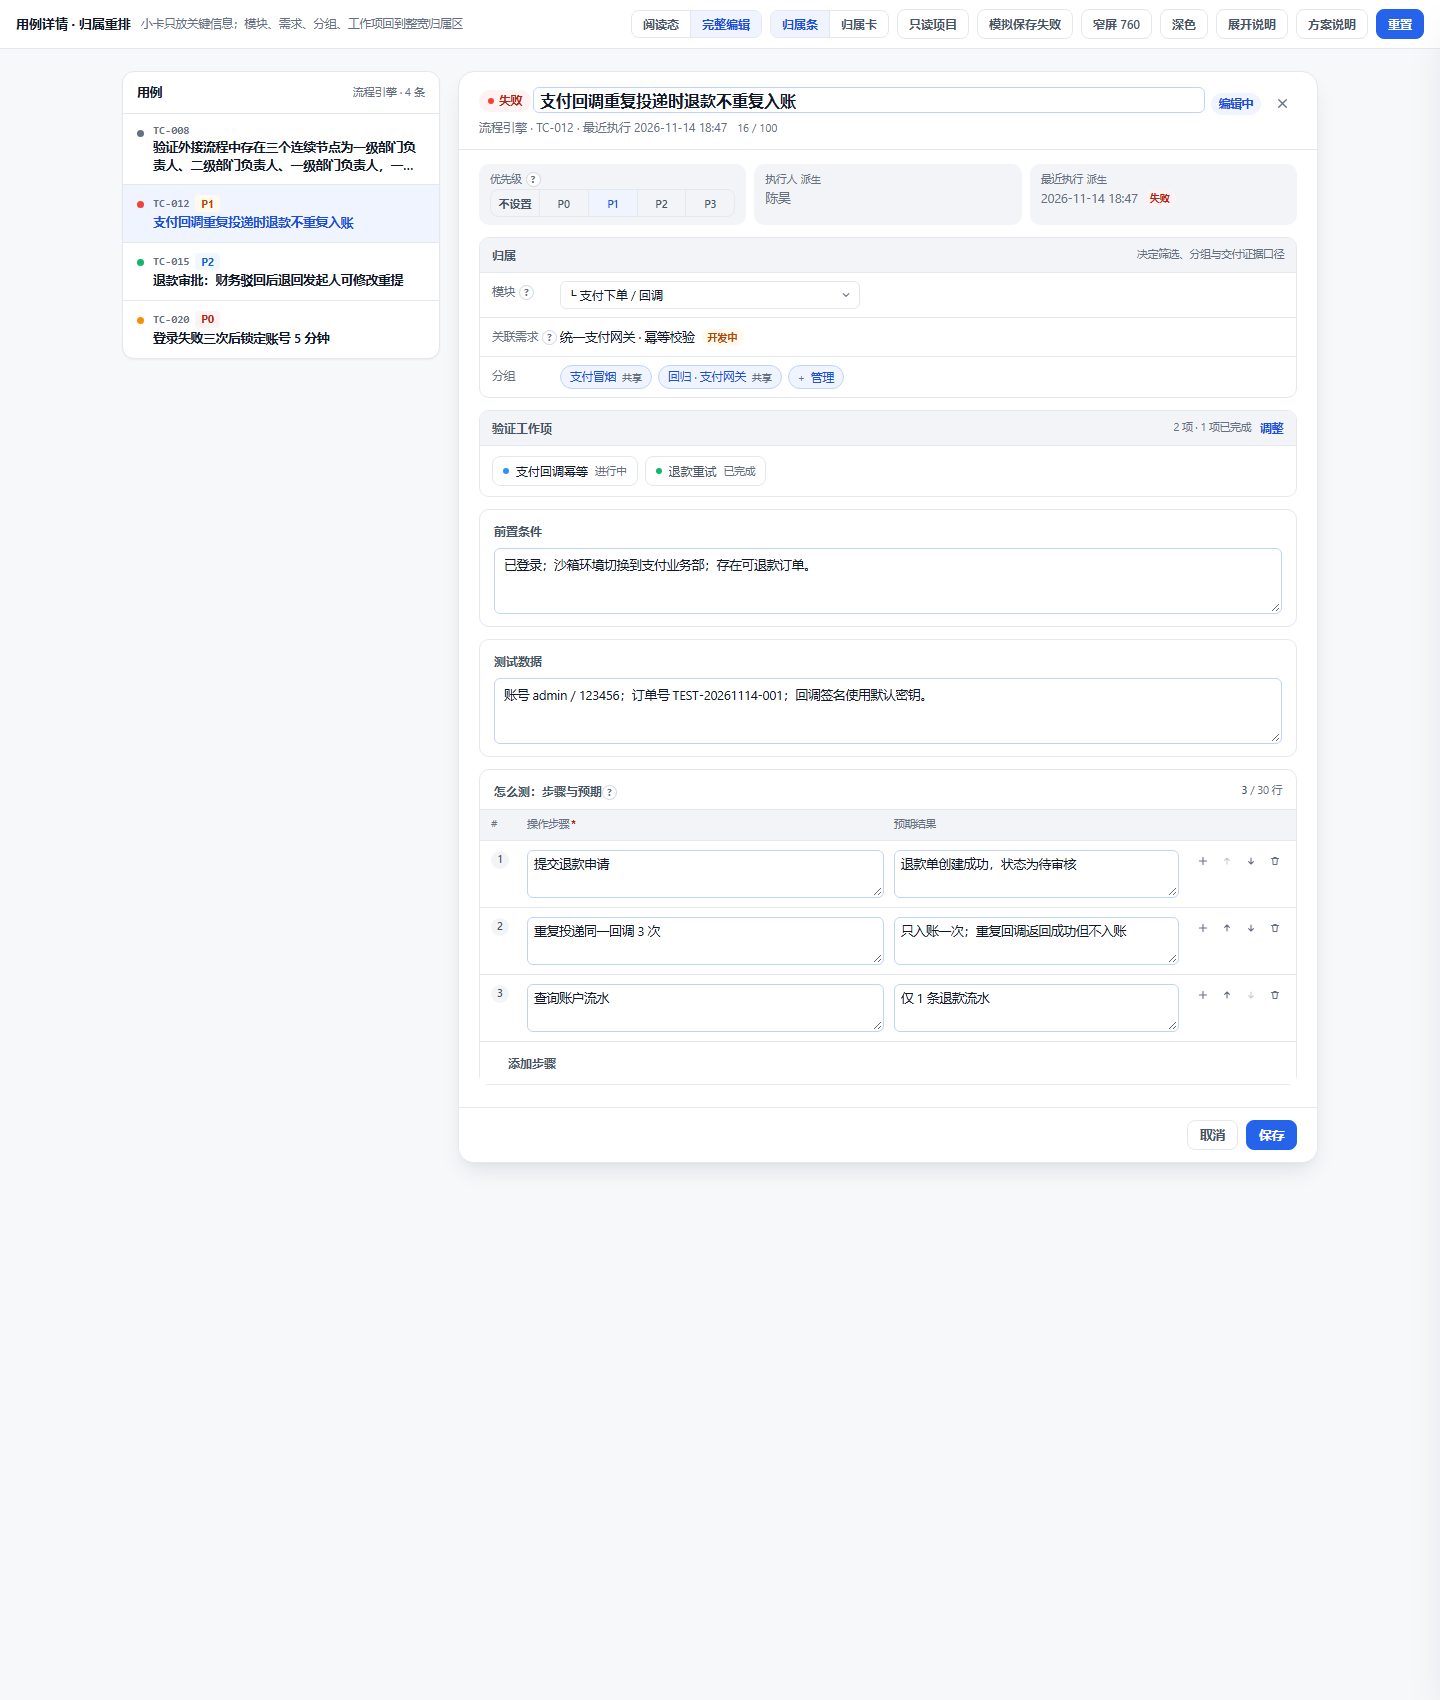 用例详情 · 归属重排 小卡只放关键信息；模块、需求、分组、工作项回到整宽归属区 阅读态 完整编辑 归属条 归属卡 只读项目 模拟保存失败 窄屏 760 深色 展开说明 方案说明 重置
用例 流程引擎 · 4 条
TC-008
验证外接流程中存在三个连续节点为一级部门负
责人、二级部门负责人、一级部门负责人，一...
TC-012 P1
支付回调重复投递时退款不重复入账
TC-015 P2
退款审批：财务驳回后退回发起人可修改重提
TC-020 P0
登录失败三次后锁定账号 5 分钟
失败 支付回调重复投递时退款不重复入账 编辑中
流程引擎 · TC-012 · 最近执行 2026-11-14 18:47 16 / 100
优先级 ?
不设置 P0 P1 P2 P3
执行人 派生
陈昊
最近执行 派生
2026-11-14 18:47 失败
归属 决定筛选、分组与交付证据口径
模块 ? └ 支付下单 / 回调
关联需求 ? 统一支付网关 · 幂等校验 开发中
分组 支付冒烟 共享 回归 · 支付网关 共享 + 管理
验证工作项 2 项 · 1 项已完成 调整
支付回调幂等 进行中 退款重试 已完成
前置条件
已登录；沙箱环境切换到支付业务部；存在可退款订单。
测试数据
账号 admin / 123456；订单号 TEST-20261114-001；回调签名使用默认密钥。
怎么测：步骤与预期 ? 3 / 30 行
# 操作步骤 * 预期结果
1 提交退款申请 退款单创建成功，状态为待审核
2 重复投递同一回调 3 次 只入账一次；重复回调返回成功但不入账
3 查询账户流水 仅 1 条退款流水
添加步骤
取消 保存